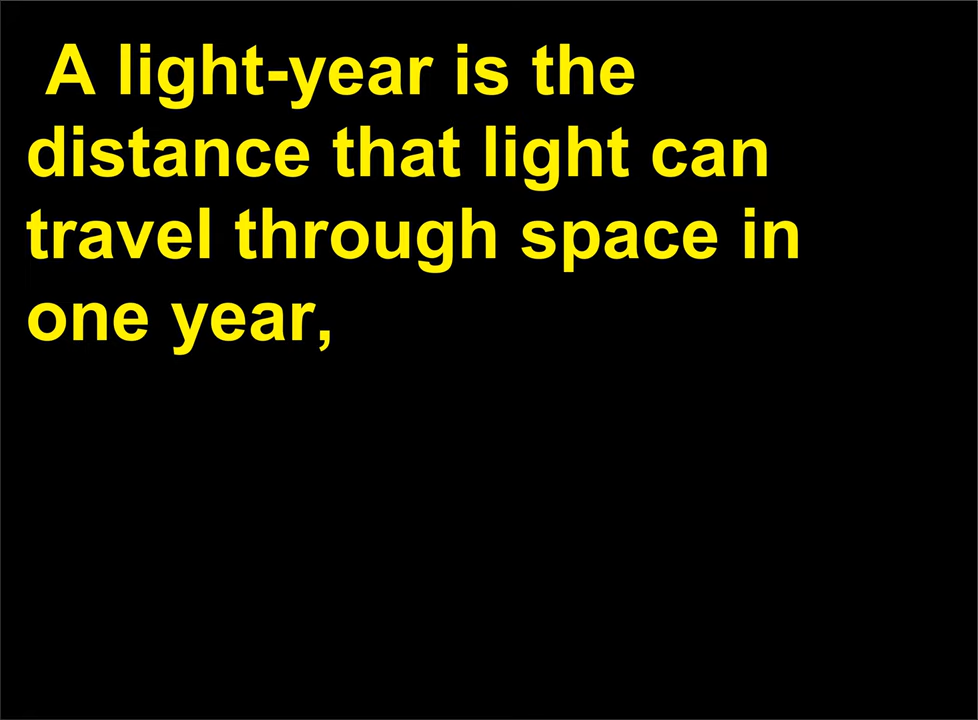 A light-year is the
distance that light can
travel through space in
one year,